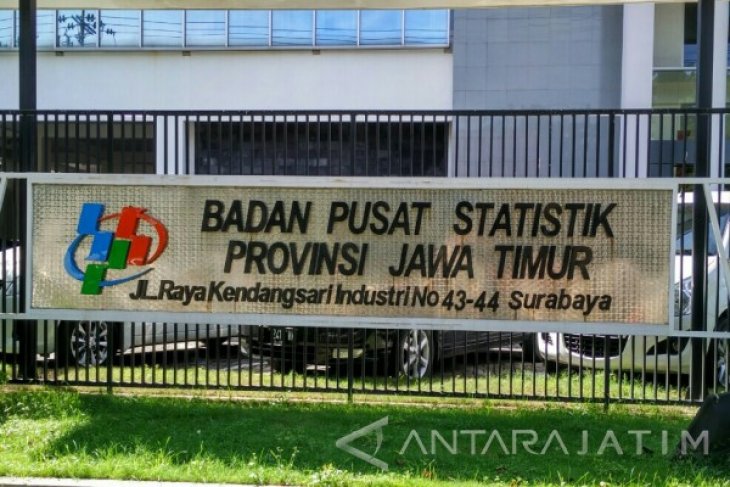 BADAN PUSAT STATISTIK
PROVINSI JAWA TIMUR
JL.Raya Kendangsari Industri No 43-44 Surabaya
ANTARAJATIM